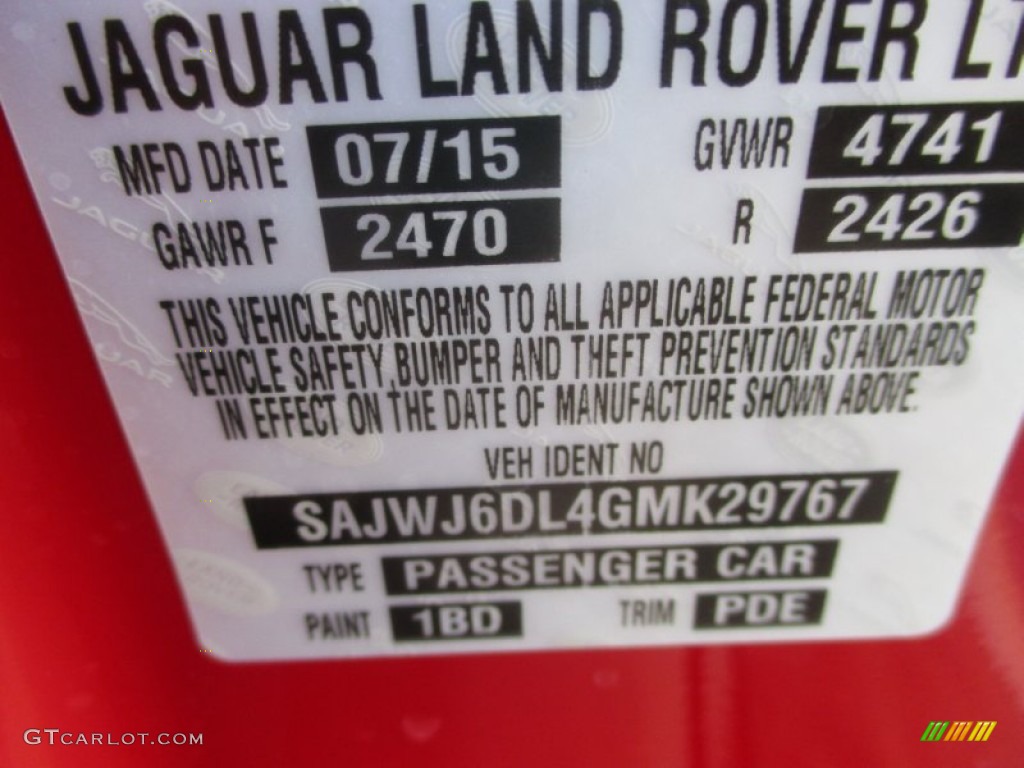 JAGUAR LAND ROVER LT
MFD DATE 07/15 GVWR 4741
GAWR F 2470 R 2426
THIS VEHICLE CONFORMS TO ALL APPLICABLE FEDERAL MOTOR
VEHICLE SAFETY, BUMPER AND THEFT PREVENTION STANDARDS
IN EFFECT ON THE DATE OF MANUFACTURE SHOWN ABOVE.
VEH IDENT NO
SAJWJ6DL4GMK29767
TYPE PASSENGER CAR
PAINT 1BD TRIM PDE
GTCARLOT.COM